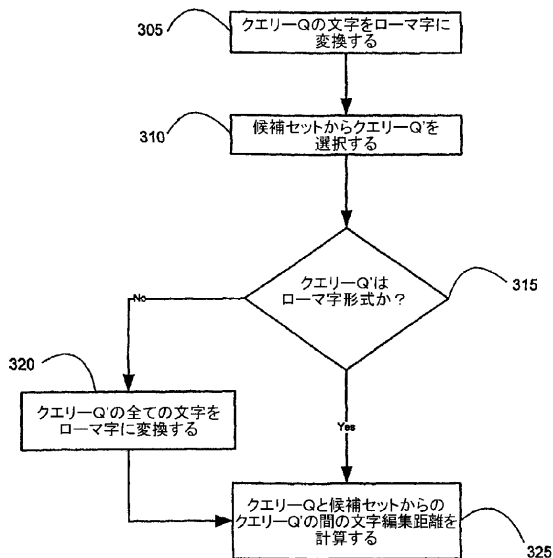 305
クエリーQの文字をローマ字に
変換する
310
候補セットからクエリーQ'を
選択する
315
クエリーQ'は
ローマ字形式か？
No
320
クエリーQ'の全ての文字を
ローマ字に変換する
Yes
クエリーQと候補セットからの
クエリーQ'の間の文字編集距離を
計算する
325